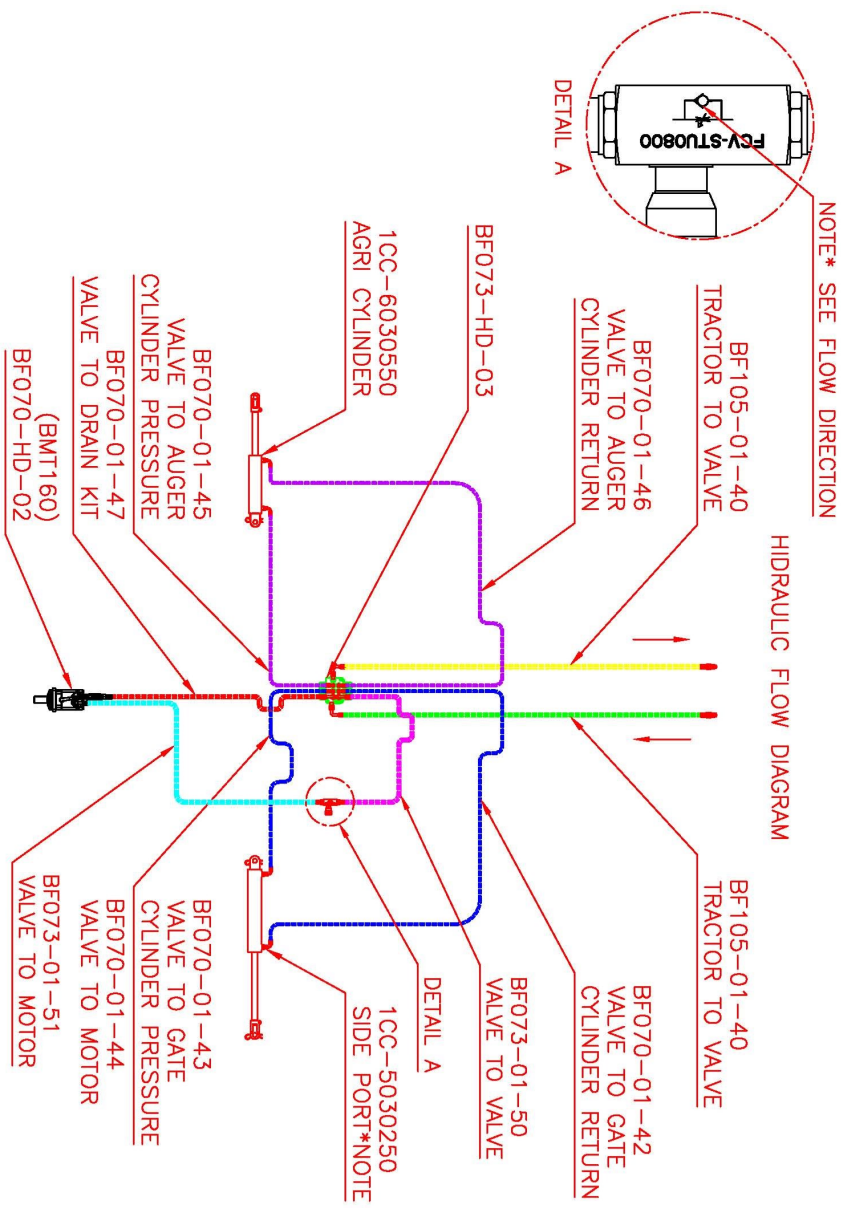 HIDRAULIC FLOW DIAGRAM
NOTE* SEE FLOW DIRECTION
FCV-STU0800
DETAIL A
BF105-01-40
TRACTOR TO VALVE
BF070-01-46
VALVE TO AUGER
CYLINDER RETURN
BF073-HD-03
1CC-6030550
AGRI CYLINDER
BF070-01-45
VALVE TO AUGER
CYLINDER PRESSURE
BF070-01-47
VALVE TO DRAIN KIT
(BMT160)
BF070-HD-02
BF105-01-40
TRACTOR TO VALVE
BF070-01-42
VALVE TO GATE
CYLINDER RETURN
BF073-01-50
VALVE TO VALVE
DETAIL A
1CC-5030250
SIDE PORT*NOTE
BF070-01-43
VALVE TO GATE
CYLINDER PRESSURE
BF070-01-44
VALVE TO MOTOR
BF073-01-51
VALVE TO MOTOR